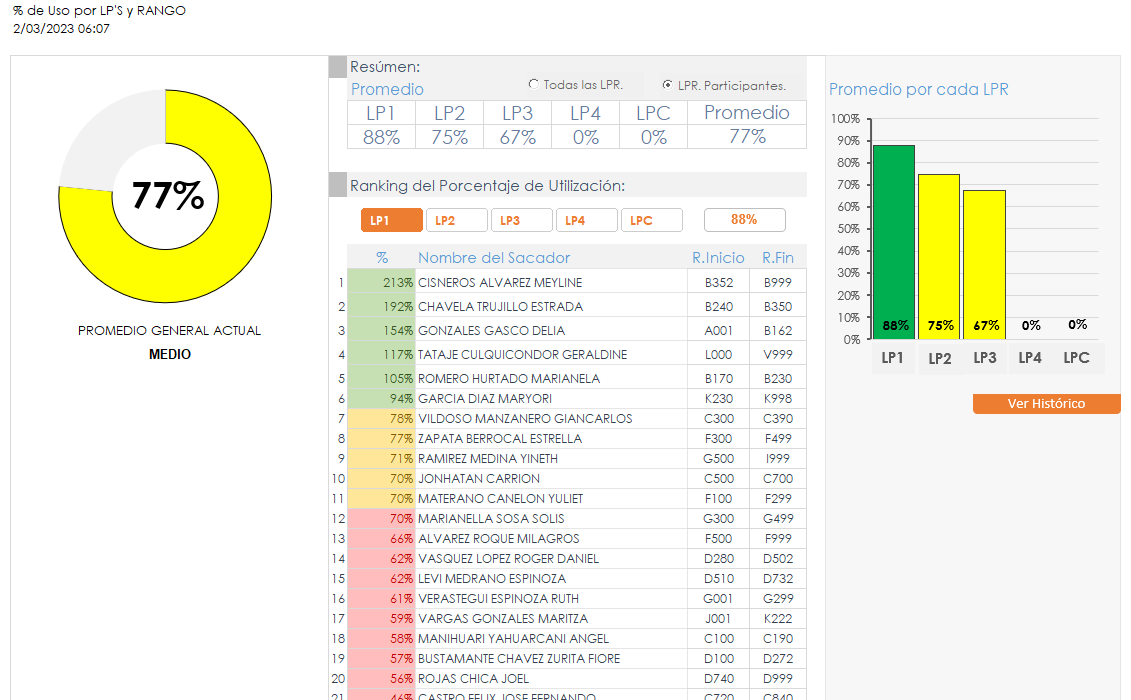 % de Uso por LP'S y RANGO
2/03/2023 06:07
77%
PROMEDIO GENERAL ACTUAL
MEDIO
Resúmen:
Promedio
Todas las LPR.
LPR. Participantes.
LP1 LP2 LP3 LP4 LPC Promedio
88% 75% 67% 0% 0% 77%
Ranking del Porcentaje de Utilización:
LP1 LP2 LP3 LP4 LPC 88%
% Nombre del Sacador R.Inicio R.Fin
1 213% CISNEROS ALVAREZ MEYLINE B352 B999
2 192% CHAVELA TRUJILLO ESTRADA B240 B350
3 154% GONZALES GASCO DELIA A001 B162
4 117% TATAJE CULQUICONDOR GERALDINE L000 V999
5 105% ROMERO HURTADO MARIANELA B170 B230
6 94% GARCIA DIAZ MARYORI K230 K998
7 78% VILDOSO MANZANERO GIANCARLOS C300 C390
8 77% ZAPATA BERROCAL ESTRELLA F300 F499
9 71% RAMIREZ MEDINA YINETH G500 I999
10 70% JONHATAN CARRION C500 C700
11 70% MATERANO CANELON YULIET F100 F299
12 70% MARIANELLA SOSA SOLIS G300 G499
13 66% ALVAREZ ROQUE MILAGROS F500 F999
14 62% VASQUEZ LOPEZ ROGER DANIEL D280 D502
15 62% LEVI MEDRANO ESPINOZA D510 D732
16 61% VERASTEGUI ESPINOZA RUTH G001 G299
17 59% VARGAS GONZALES MARITZA J001 K222
18 58% MANIHUARI YAHUARCANI ANGEL C100 C190
19 57% BUSTAMANTE CHAVEZ ZURITA FIORE D100 D272
20 56% ROJAS CHICA JOEL D740 D999
21 46% CASTRO FELIX JOSE FERNANDO C720 C840
Promedio por cada LPR
100%
90%
80%
70%
60%
50%
40%
30%
20%
10%
0%
88% 75% 67% 0% 0%
LP1 LP2 LP3 LP4 LPC
Ver Histórico